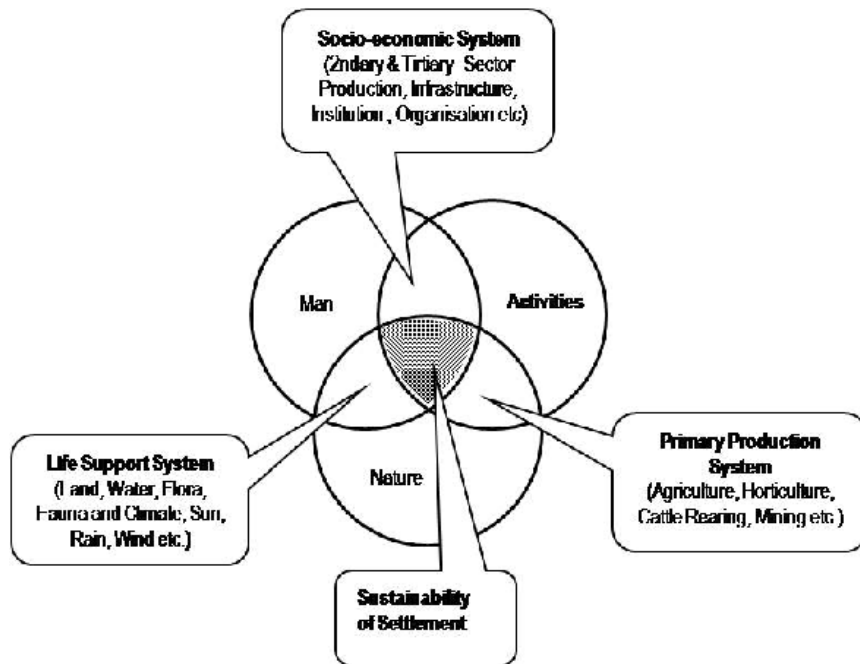 Socio-economic System
(2ndary & Tirtiary Sector
Production, Infrastructure,
Institution , Organisation etc)
Man
Activities
Life Support System
(Land, Water, Flora,
Fauna and Climate, Sun,
Rain, Wind etc.)
Nature
Primary Production
System
(Agriculture, Horticulture,
Cattle Rearing, Mining etc )
Sustainability
of Settlement